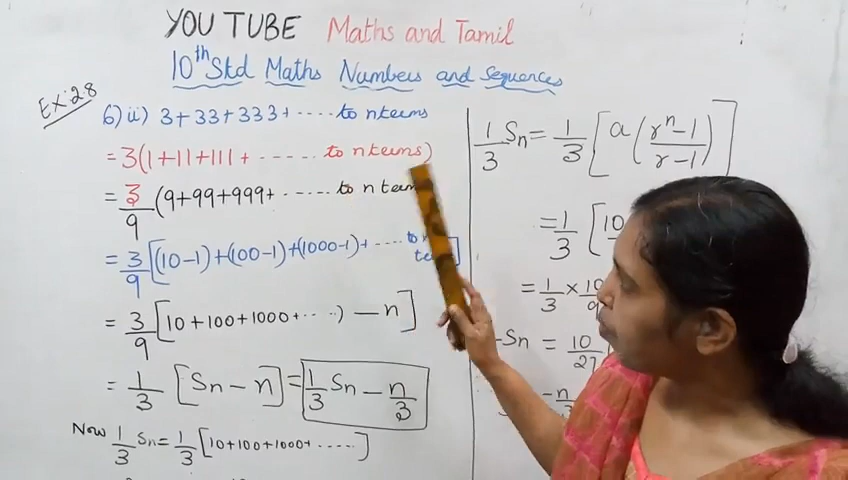 YOU TUBE Maths and Tamil
10th Std Maths Numbers and Sequences
Ex:2.8
6) ii) 3+33+333+.... to n terms
= 3(1+11+111+...... to n terms)
= 3/9 (9+99+999+...... to n term
= 3/9 [(10-1)+(100-1)+(1000-1)+....
= 3/9 [10+100+1000+....) — n]
= 1/3 [Sn - n] = 1/3 Sn - n/3
Now 1/3 Sn = 1/3 [10+100+1000+.....]
1/3 Sn = 1/3 [a (r^n-1 / r-1)]
= 1/3 [10
= 1/3 × 10
Sn = 10/27
-n